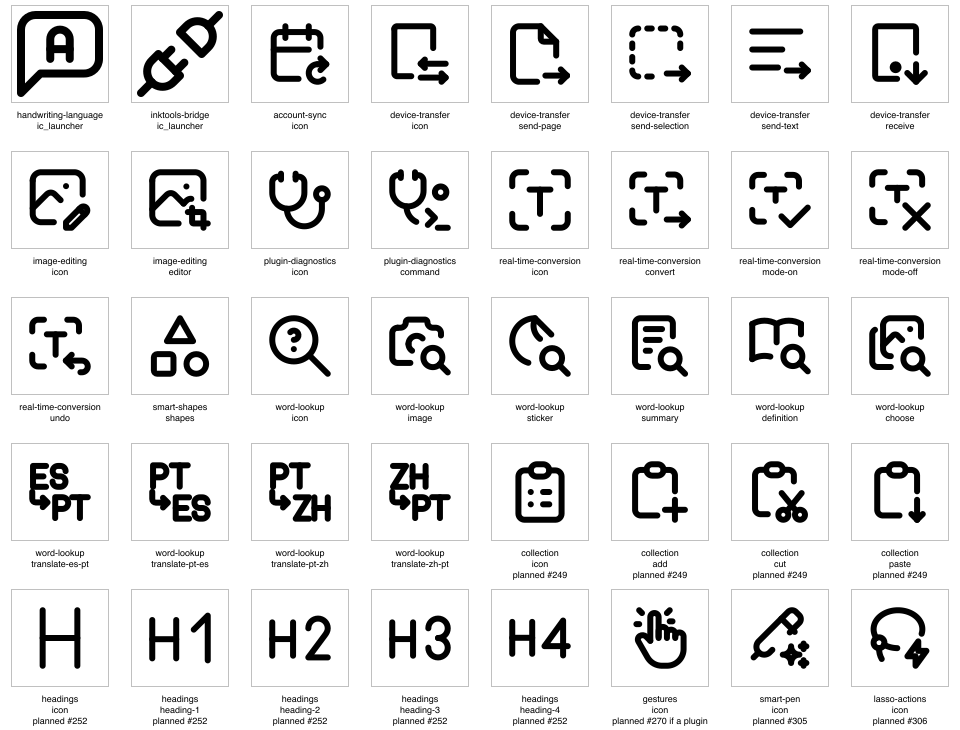 A
handwriting-language
ic_launcher
inktools-bridge
ic_launcher
account-sync
icon
device-transfer
icon
device-transfer
send-page
device-transfer
send-selection
device-transfer
send-text
device-transfer
receive
T
T
T
T
image-editing
icon
image-editing
editor
plugin-diagnostics
icon
plugin-diagnostics
command
real-time-conversion
icon
real-time-conversion
convert
real-time-conversion
mode-on
real-time-conversion
mode-off
T
?
real-time-conversion
undo
smart-shapes
shapes
word-lookup
icon
word-lookup
image
word-lookup
sticker
word-lookup
summary
word-lookup
definition
word-lookup
choose
ES
PT
PT
ES
PT
ZH
ZH
PT
word-lookup
translate-es-pt
word-lookup
translate-pt-es
word-lookup
translate-pt-zh
word-lookup
translate-zh-pt
collection
icon
planned #249
collection
add
planned #249
collection
cut
planned #249
collection
paste
planned #249
H
H1
H2
H3
H4
headings
icon
planned #252
headings
heading-1
planned #252
headings
heading-2
planned #252
headings
heading-3
planned #252
headings
heading-4
planned #252
gestures
icon
planned #270 if a plugin
smart-pen
icon
planned #305
lasso-actions
icon
planned #306